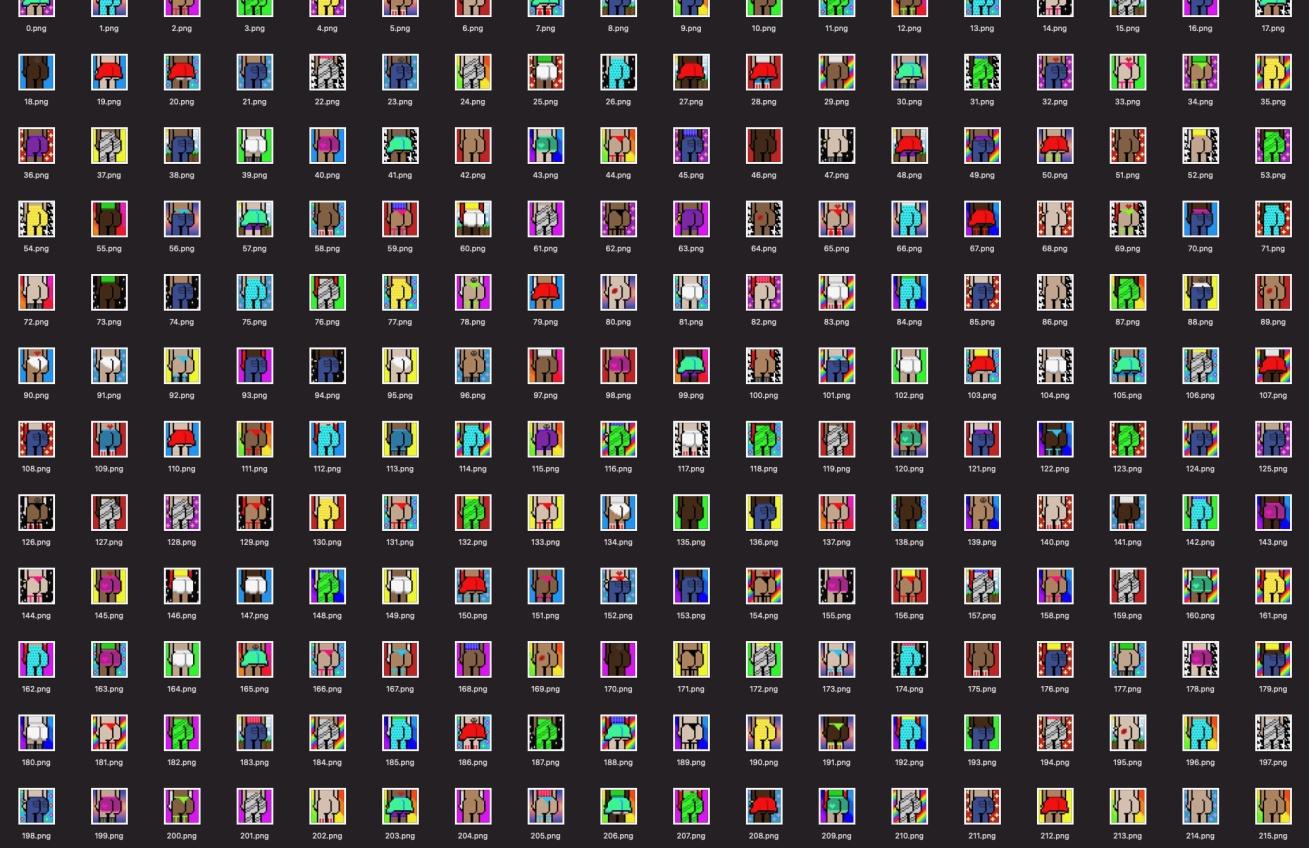 0.png 1.png 2.png 3.png 4.png 5.png 6.png 7.png 8.png 9.png 10.png 11.png 12.png 13.png 14.png 15.png 16.png 17.png
18.png 19.png 20.png 21.png 22.png 23.png 24.png 25.png 26.png 27.png 28.png 29.png 30.png 31.png 32.png 33.png 34.png 35.png
36.png 37.png 38.png 39.png 40.png 41.png 42.png 43.png 44.png 45.png 46.png 47.png 48.png 49.png 50.png 51.png 52.png 53.png
54.png 55.png 56.png 57.png 58.png 59.png 60.png 61.png 62.png 63.png 64.png 65.png 66.png 67.png 68.png 69.png 70.png 71.png
72.png 73.png 74.png 75.png 76.png 77.png 78.png 79.png 80.png 81.png 82.png 83.png 84.png 85.png 86.png 87.png 88.png 89.png
90.png 91.png 92.png 93.png 94.png 95.png 96.png 97.png 98.png 99.png 100.png 101.png 102.png 103.png 104.png 105.png 106.png 107.png
108.png 109.png 110.png 111.png 112.png 113.png 114.png 115.png 116.png 117.png 118.png 119.png 120.png 121.png 122.png 123.png 124.png 125.png
126.png 127.png 128.png 129.png 130.png 131.png 132.png 133.png 134.png 135.png 136.png 137.png 138.png 139.png 140.png 141.png 142.png 143.png
144.png 145.png 146.png 147.png 148.png 149.png 150.png 151.png 152.png 153.png 154.png 155.png 156.png 157.png 158.png 159.png 160.png 161.png
162.png 163.png 164.png 165.png 166.png 167.png 168.png 169.png 170.png 171.png 172.png 173.png 174.png 175.png 176.png 177.png 178.png 179.png
180.png 181.png 182.png 183.png 184.png 185.png 186.png 187.png 188.png 189.png 190.png 191.png 192.png 193.png 194.png 195.png 196.png 197.png
198.png 199.png 200.png 201.png 202.png 203.png 204.png 205.png 206.png 207.png 208.png 209.png 210.png 211.png 212.png 213.png 214.png 215.png